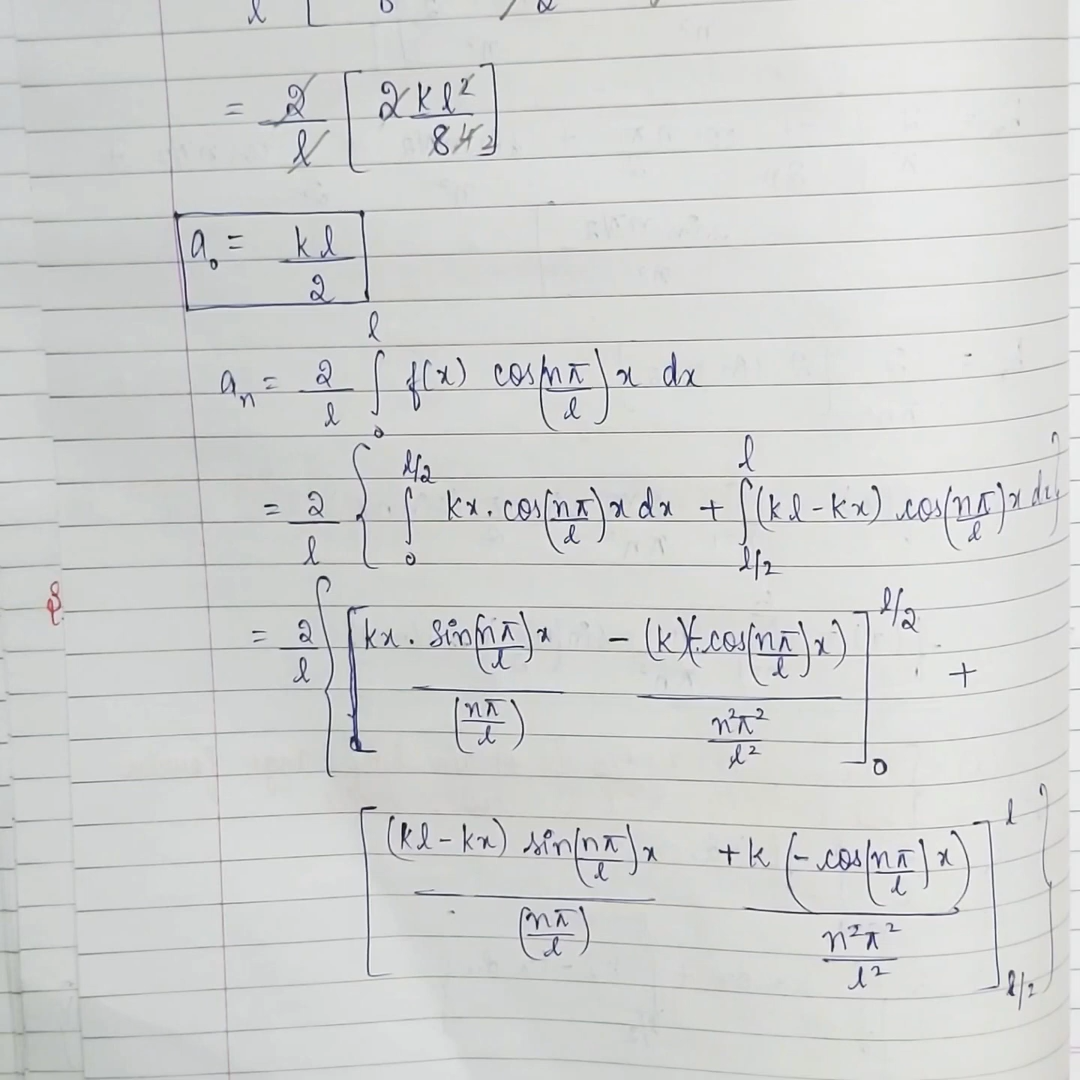 = 2/l [ 2kl²/84₂ ]
a₀ = kl/2
aₙ = 2/l ∫₀ˡ f(x) cos(nπ/l)x dx
= 2/l { ∫₀^{l/2} kx. cos(nπ/l)x dx + ∫_{l/2}^{l} (kl-kx) cos(nπ/l)x dx }
= 2/l { [ kx. sin(nπ/l)x / (nπ/l) - (k)(-cos(nπ/l)x) / (n²π²/l²) ]₀^{l/2} +
[ (kl-kx) sin(nπ/l)x / (nπ/l) + k (-cos(nπ/l)x) / (n²π²/l²) ]_{l/2}^{l} }